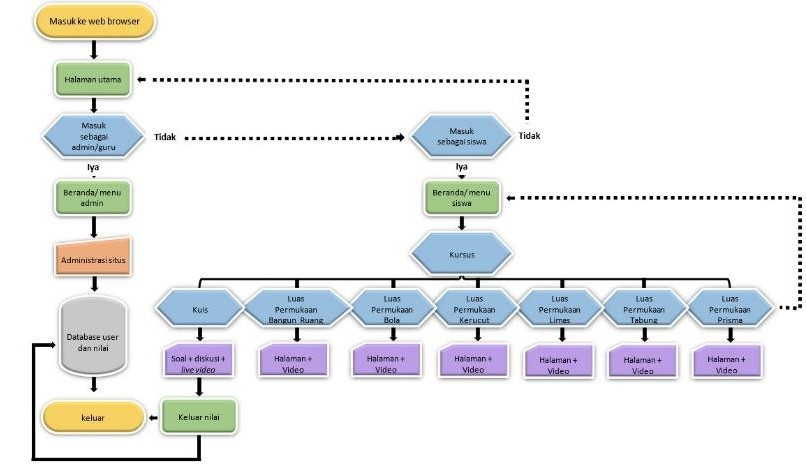 Masuk ke web browser
Halaman utama
Masuk
sebagai
admin/guru
Tidak
Masuk
sebagai siswa
Tidak
Iya
Iya
Beranda/ menu
admin
Beranda/ menu
siswa
Administrasi situs
Kursus
Database user
dan nilai
Kuis
Luas
Permukaan
Bangun Ruang
Luas
Permukaan
Bola
Luas
Permukaan
Kerucut
Luas
Permukaan
Limas
Luas
Permukaan
Tabung
Luas
Permukaan
Prisma
Soal + diskusi +
live video
Halaman +
Video
Halaman +
Video
Halaman +
Video
Halaman +
Video
Halaman +
Video
Halaman +
Video
keluar
Keluar nilai